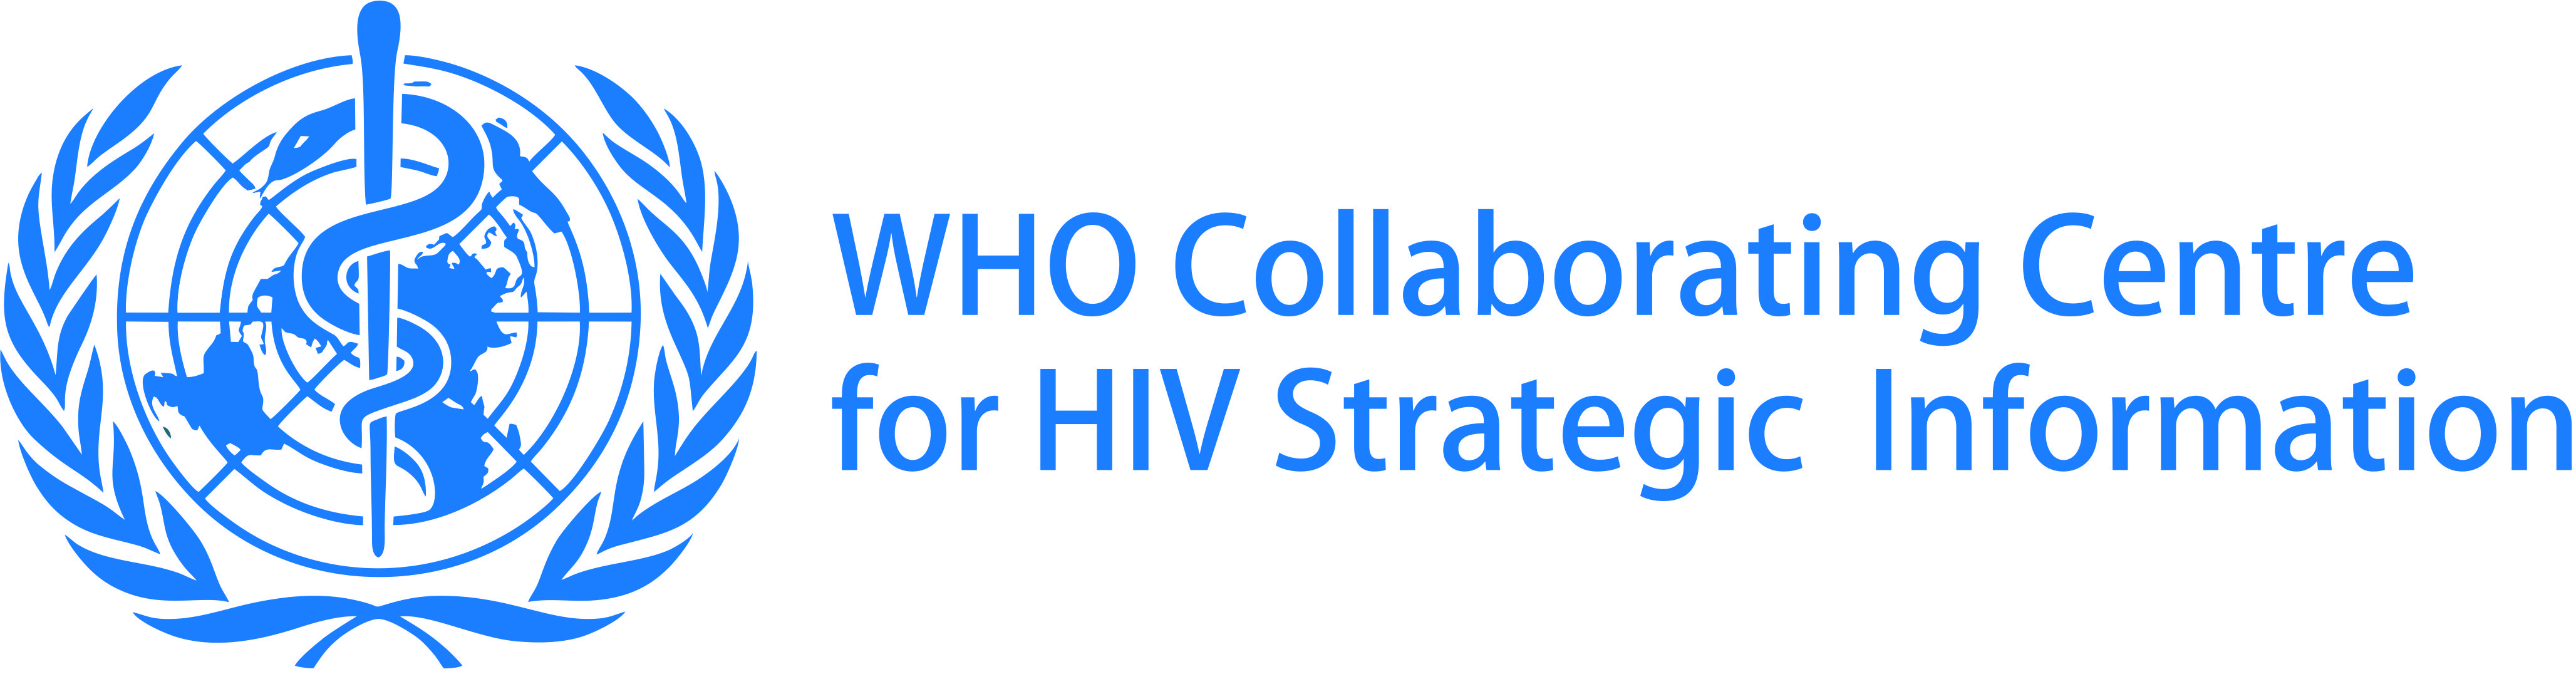 WHO Collaborating Centre
for HIV Strategic Information